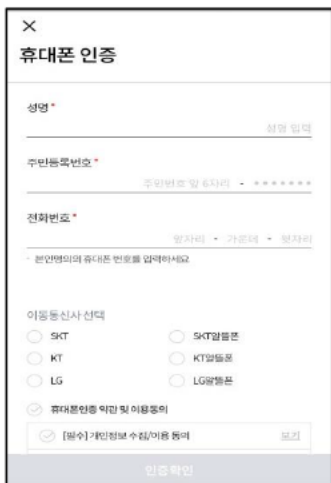 휴대폰 인증
성명 *
성명 입력
주민등록번호 *
주민번호 앞 6자리 - *******
전화번호 *
앞자리 - 가운데 - 뒷자리
· 본인명의의 휴대폰 번호를 입력하세요
이동통신사 선택
SKT SKT알뜰폰
KT KT알뜰폰
LG LG알뜰폰
휴대폰인증 약관 및 이용동의
[필수] 개인정보 수집/이용 동의 보기
인증확인